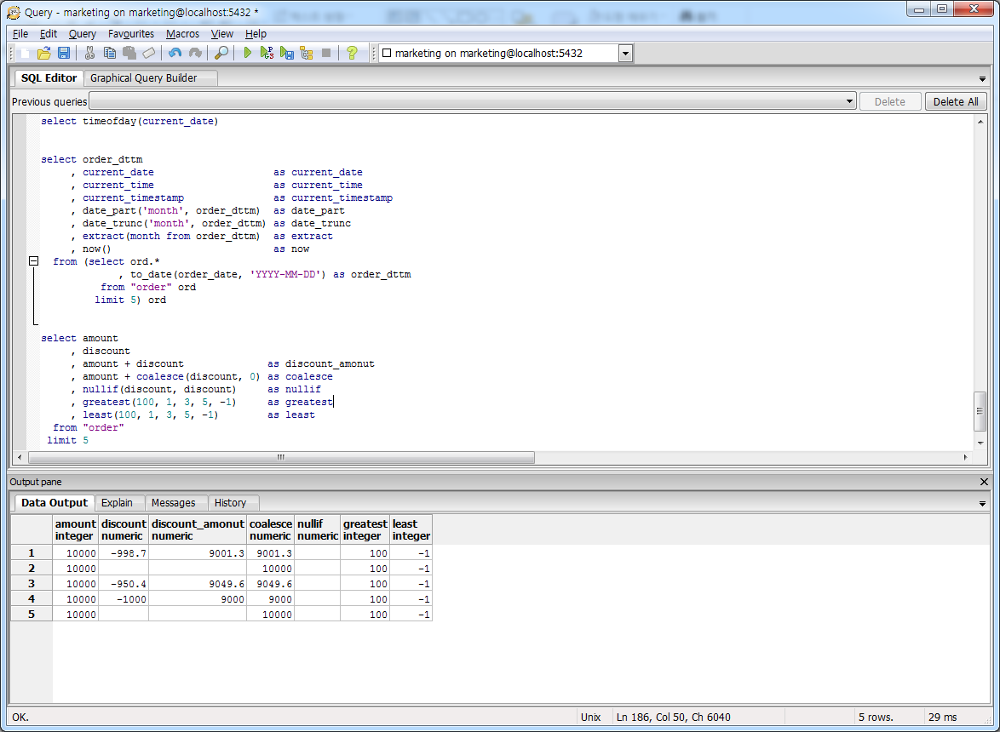 Query - marketing on marketing@localhost:5432 *
File Edit Query Favourites Macros View Help
marketing on marketing@localhost:5432
SQL Editor Graphical Query Builder
Previous queries Delete Delete All
select timeofday(current_date)
select order_dttm
, current_date as current_date
, current_time as current_time
, current_timestamp as current_timestamp
, date_part('month', order_dttm) as date_part
, date_trunc('month', order_dttm) as date_trunc
, extract(month from order_dttm) as extract
, now() as now
from (select ord.*
, to_date(order_date, 'YYYY-MM-DD') as order_dttm
from "order" ord
limit 5) ord
select amount
, discount
, amount + discount as discount_amonut
, amount + coalesce(discount, 0) as coalesce
, nullif(discount, discount) as nullif
, greatest(100, 1, 3, 5, -1) as greatest
, least(100, 1, 3, 5, -1) as least
from "order"
limit 5
Output pane
Data Output Explain Messages History
amount discount discount_amonut coalesce nullif greatest least
integer numeric numeric numeric numeric integer integer
1 10000 -998.7 9001.3 9001.3 100 -1
2 10000 10000 100 -1
3 10000 -950.4 9049.6 9049.6 100 -1
4 10000 -1000 9000 9000 100 -1
5 10000 10000 100 -1
OK. Unix Ln 186, Col 50, Ch 6040 5 rows. 29 ms